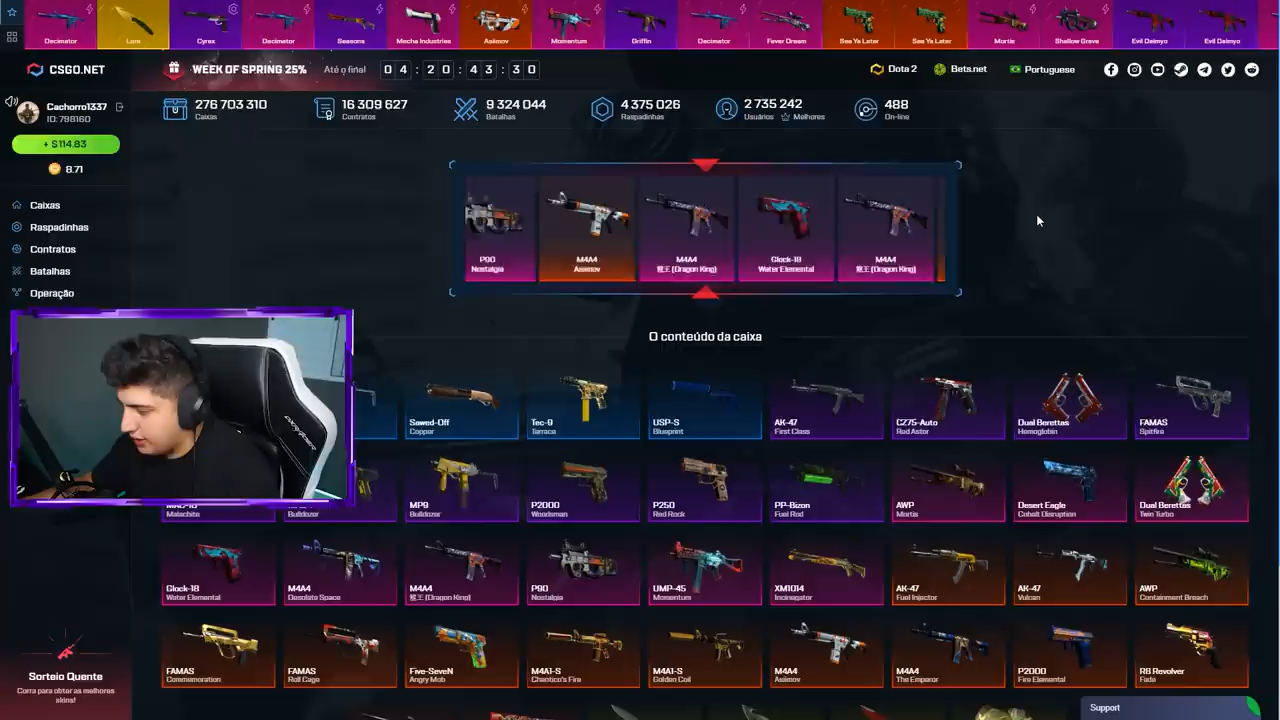 Decimator
Lore
Cyrex
Decimator
Seasons
Mecha Industries
Asiimov
Momentum
Griffin
Decimator
Fever Dream
See Ya Later
See Ya Later
Mortis
Shallow Grave
Evil Daimyo
Evil Daimyo
CSGO.NET
WEEK OF SPRING 25%
Até o final
04:20:43:30
Dota 2
Bets.net
Portuguese
Cachorro1337
ID: 798160
276 703 310
Caixas
16 309 627
Contratos
9 324 044
Batalhas
4 375 026
Raspadinhas
2 735 242
Usuários
Melhores
488
On-line
+ $114.83
8.71
Caixas
Raspadinhas
Contratos
Batalhas
Operação
P90
Nostalgia
M4A4
Asiimov
M4A4
龍王 (Dragon King)
Glock-18
Water Elemental
M4A4
龍王 (Dragon King)
O conteúdo da caixa
Sawed-Off
Copper
Tec-9
Terrace
USP-S
Blueprint
AK-47
First Class
CZ75-Auto
Red Astor
Dual Berettas
Hemoglobin
FAMAS
Spitfire
MAC-10
Malachite
Bulldozer
MP9
Bulldozer
P2000
Woodsman
P250
Red Rock
PP-Bizon
Fuel Rod
AWP
Mortis
Desert Eagle
Cobalt Disruption
Dual Berettas
Twin Turbo
Glock-18
Water Elemental
M4A4
Desolate Space
M4A4
龍王 (Dragon King)
P90
Nostalgia
UMP-45
Momentum
XM1014
Incinegator
AK-47
Fuel Injector
AK-47
Vulcan
AWP
Containment Breach
FAMAS
Commemoration
FAMAS
Roll Cage
Five-SeveN
Angry Mob
M4A1-S
Chantico's Fire
M4A1-S
Golden Coil
M4A4
Asiimov
M4A4
The Emperor
P2000
Fire Elemental
R8 Revolver
Fade
Sorteio Quente
Corra para obter as melhores
skins!
Support